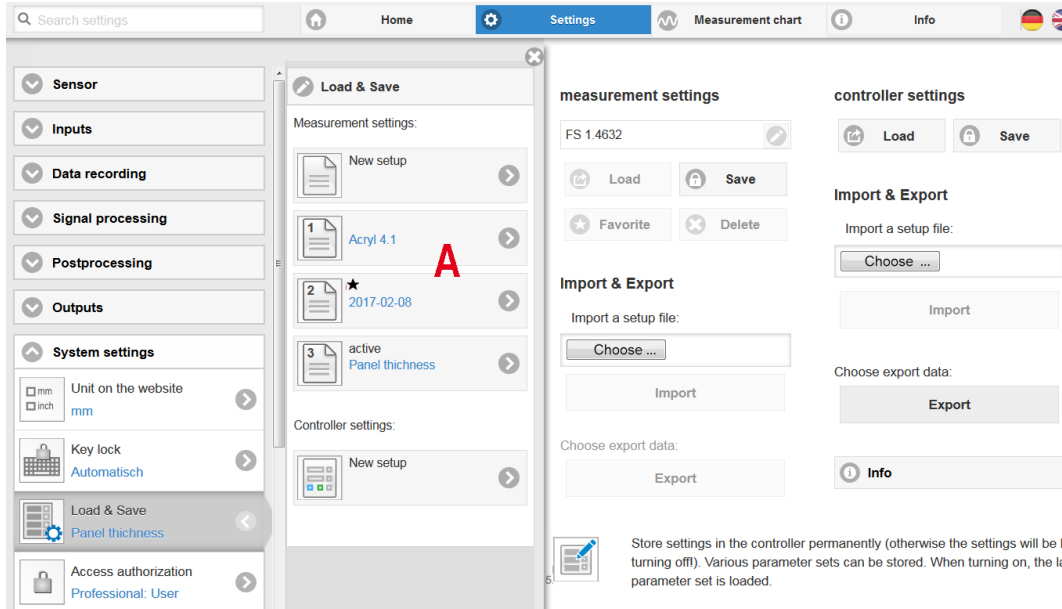 Search settings
Home
Settings
Measurement chart
Info
Sensor
Inputs
Data recording
Signal processing
Postprocessing
Outputs
System settings
mm
inch
Unit on the website
mm
Key lock
Automatisch
Load & Save
Panel thichness
Access authorization
Professional: User
Load & Save
Measurement settings:
New setup
1
Acryl 4.1
A
2
2017-02-08
3
active
Panel thichness
Controller settings:
New setup
measurement settings
FS 1.4632
Load
Save
Favorite
Delete
Import & Export
Import a setup file:
Choose ...
Import
Choose export data:
Export
controller settings
Load
Save
Import & Export
Import a setup file:
Choose ...
Import
Choose export data:
Export
Info
5.
Store settings in the controller permanently (otherwise the settings will be
turning off!). Various parameter sets can be stored. When turning on, the
parameter set is loaded.